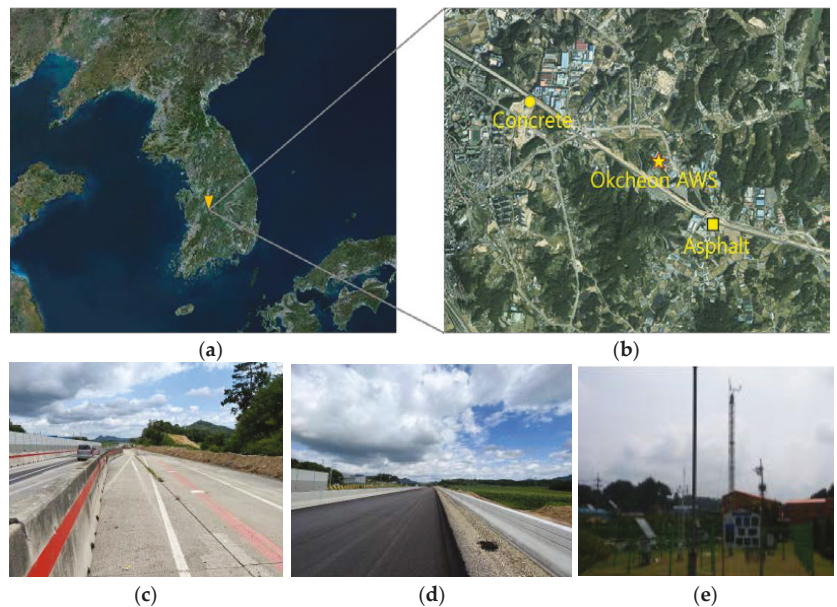 Concrete
Okcheon AWS
Asphalt
(a)
(b)
(c)
(d)
(e)